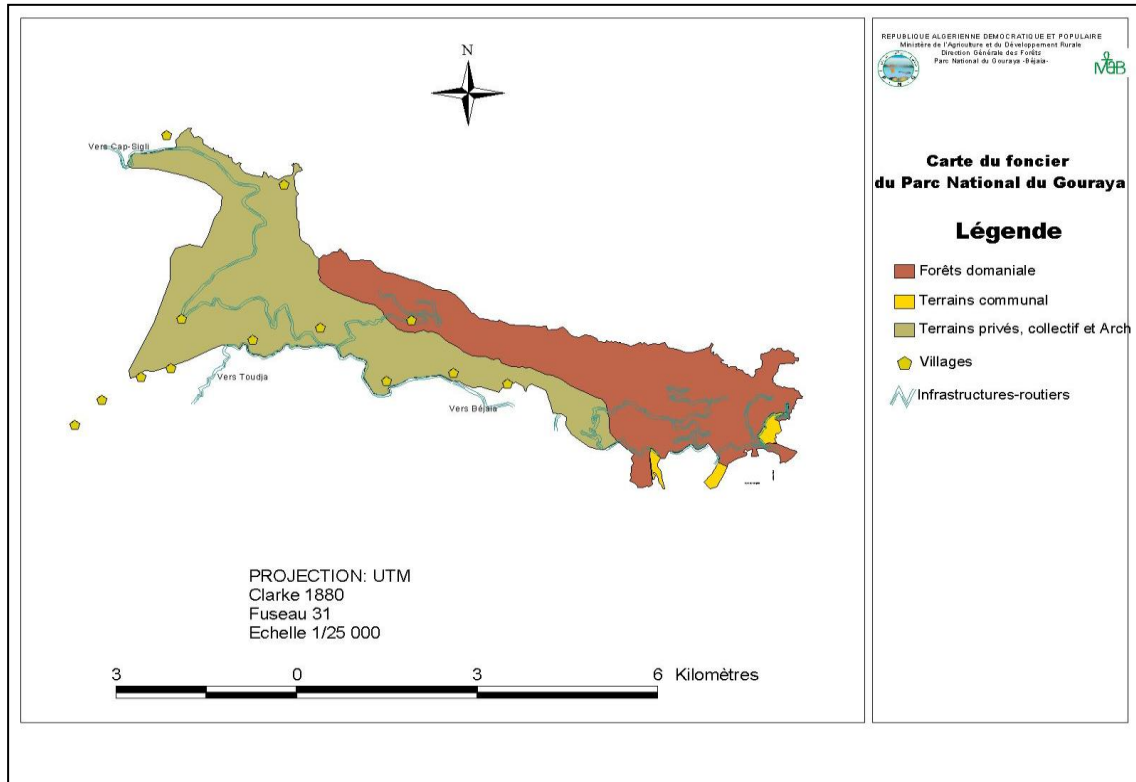 N
Vers Cap-Sigli
Vers Toudja
Vers Béjaia
PROJECTION: UTM
Clarke 1880
Fuseau 31
Echelle 1/25 000
3 0 3 6 Kilomètres
REPUBLIQUE ALGERIENNE DEMOCRATIQUE ET POPULAIRE
Ministère de l'Agriculture et du Développement Rurale
Direction Générale des Forêts
Parc National du Gouraya -Béjaia-
MaB
Carte du foncier
du Parc National du Gouraya
Légende
Forêts domaniale
Terrains communal
Terrains privés, collectif et Arch
Villages
Infrastructures-routiers